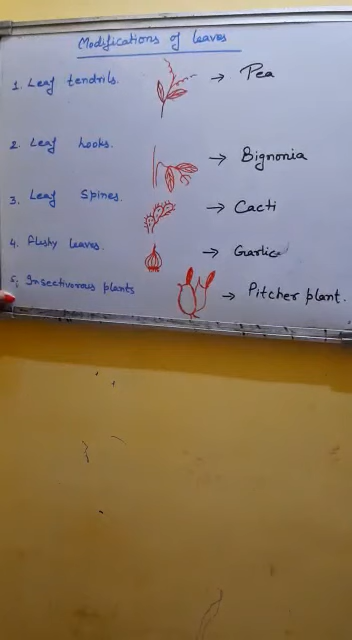 Modifications of leaves
1. Leaf tendrils. → Pea
2. Leaf hooks. → Bignonia
3. Leaf Spines. → Cacti
4. Fleshy leaves. → Garlic
5; Insectivorous plants → Pitcher plant.